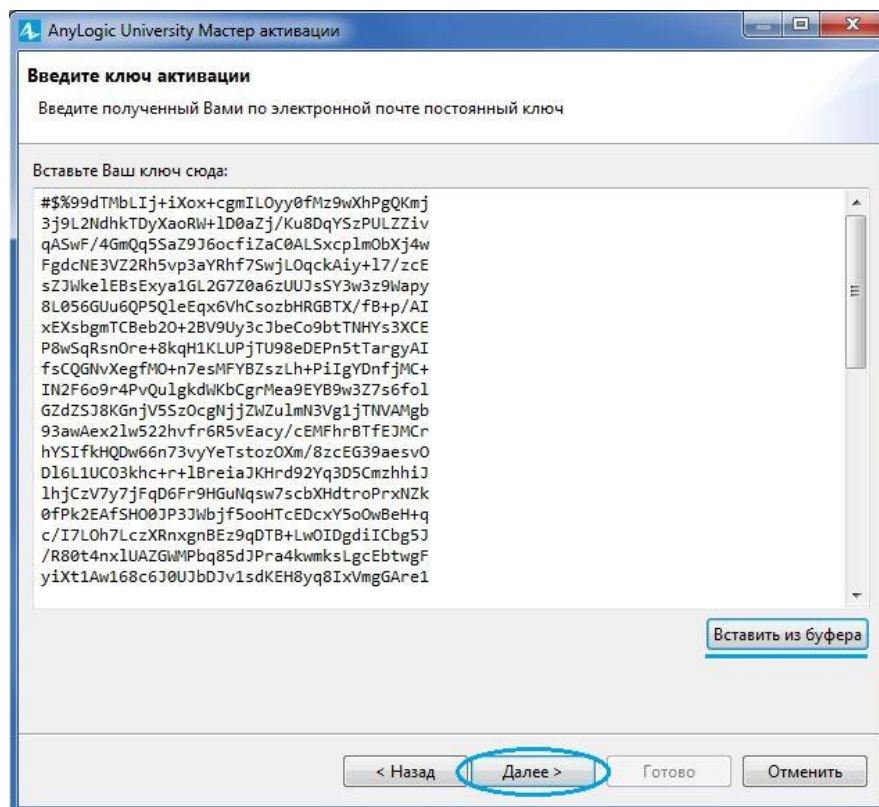 AnyLogic University Мастер активации
Введите ключ активации
Введите полученный Вами по электронной почте постоянный ключ
Вставьте Ваш ключ сюда:
#$%99dTMbLIj+iXox+cgmILOyy0fMz9wXhPgQKmj
3j9L2NdhkTDyXaoRW+lD0aZj/Ku8DqYSzPULZZiv
qASwF/4GmQq5SaZ9J6ocfiZaC0ALSxcplmObXj4w
FgdcNE3VZ2Rh5vp3aYRhf7SwjLOqckAiy+l7/zcE
sZJWkelEBsExya1GL2G7Z0a6zUUJsSY3w3z9Wapy
8L056GUu6QP5QleEqx6VhCsozbHRGBTX/fB+p/AI
xEXsbgmTCBeb2O+2BV9Uy3cJbeCo9btTNHYs3XCE
P8wSqRsnOre+8kqH1KLUPjTU98eDEPn5tTargyAI
fsCQGNvXegfMO+n7esMFYBZszLh+PiIgYDnfjMC+
IN2F6o9r4PvQulgkdWKbCgrMea9EYB9w3Z7s6fol
GZdZSJ8KGnjV5SzOcgNjjZWZulmN3Vg1jTNVAMgb
93awAex2lw522hvfr6R5vEacy/cEMFhrBTfEJMCr
hYSIfkHQDw66n73vyYeTstozOXm/8zcEG39aesvO
Dl6L1UCO3khc+r+lBreiaJKHrd92Yq3D5CmzhhiJ
lhjCzV7y7jFqD6Fr9HGuNqsw7scbXHdtroPrxNZk
0fPk2EAfSHO0JP3JWbjf5ooHTcEDcxY5oOwBeH+q
c/I7LOh7LczXRnxgnBEz9qDTB+LwOIDgdiICbg5J
/R80t4nxlUAZGWMPbq85dJPra4kwmksLgcEbtwgF
yiXt1Aw168c6J0UJbDJv1sdKEH8yq8IxVmgGAre1
Вставить из буфера
< Назад Далее > Готово Отменить